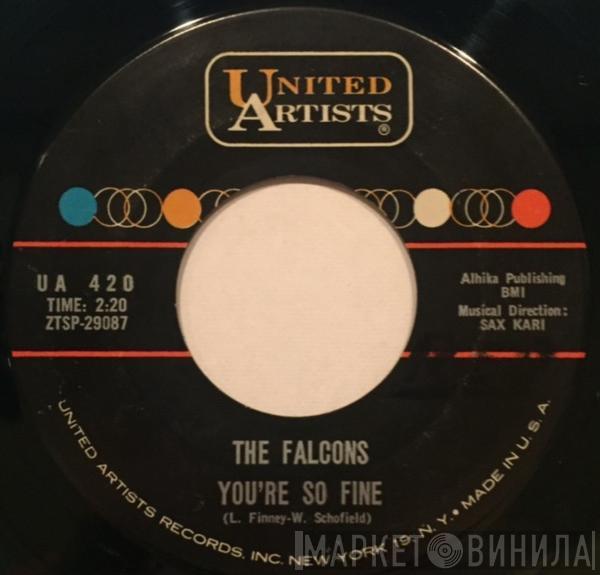 UNITED
ARTISTS
®
UA 420
TIME: 2:20
ZTSP-29087
Alhika Publishing
BMI
Musical Direction:
SAX KARI
THE FALCONS
YOU'RE SO FINE
(L. Finney-W. Schofield)
UNITED ARTISTS RECORDS, INC. NEW YORK 19, N.Y. • MADE IN U.S.A.
МАРКЕТ ВИНИЛА